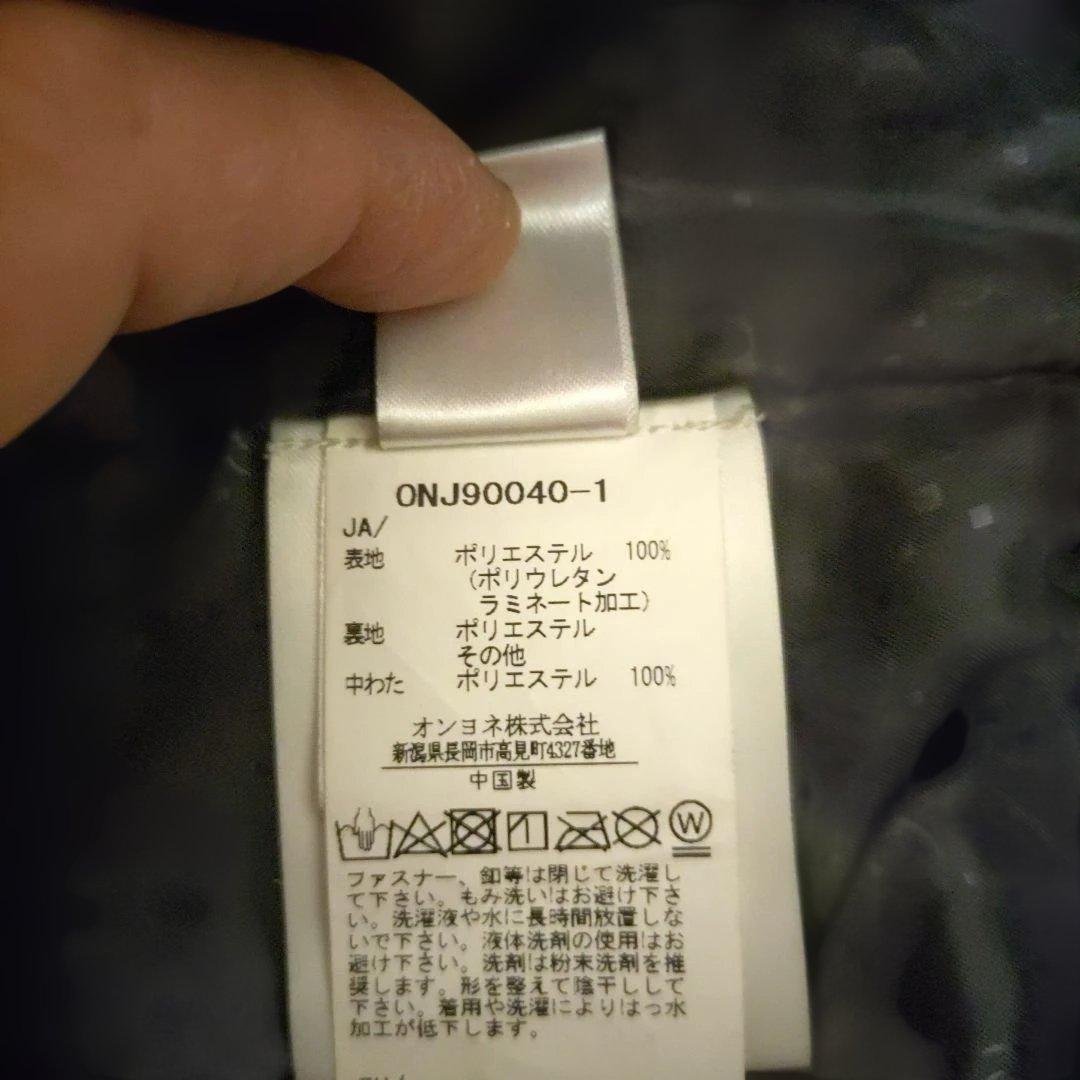 ONJ90040-1
JA/
表地 ポリエステル 100%
(ポリウレタン
ラミネート加工)
裏地 ポリエステル
その他
中わた ポリエステル 100%
オンヨネ株式会社
新潟県長岡市高見町4327番地
中国製
W
ファスナー、釦等は閉じて洗濯し
て下さい。もみ洗いはお避け下さ
い。洗濯液や水に長時間放置しな
いで下さい。液体洗剤の使用はお
避け下さい。洗剤は粉末洗剤を推
奨します。形を整えて陰干しして
下さい。着用や洗濯によりはっ水
加工が低下します。